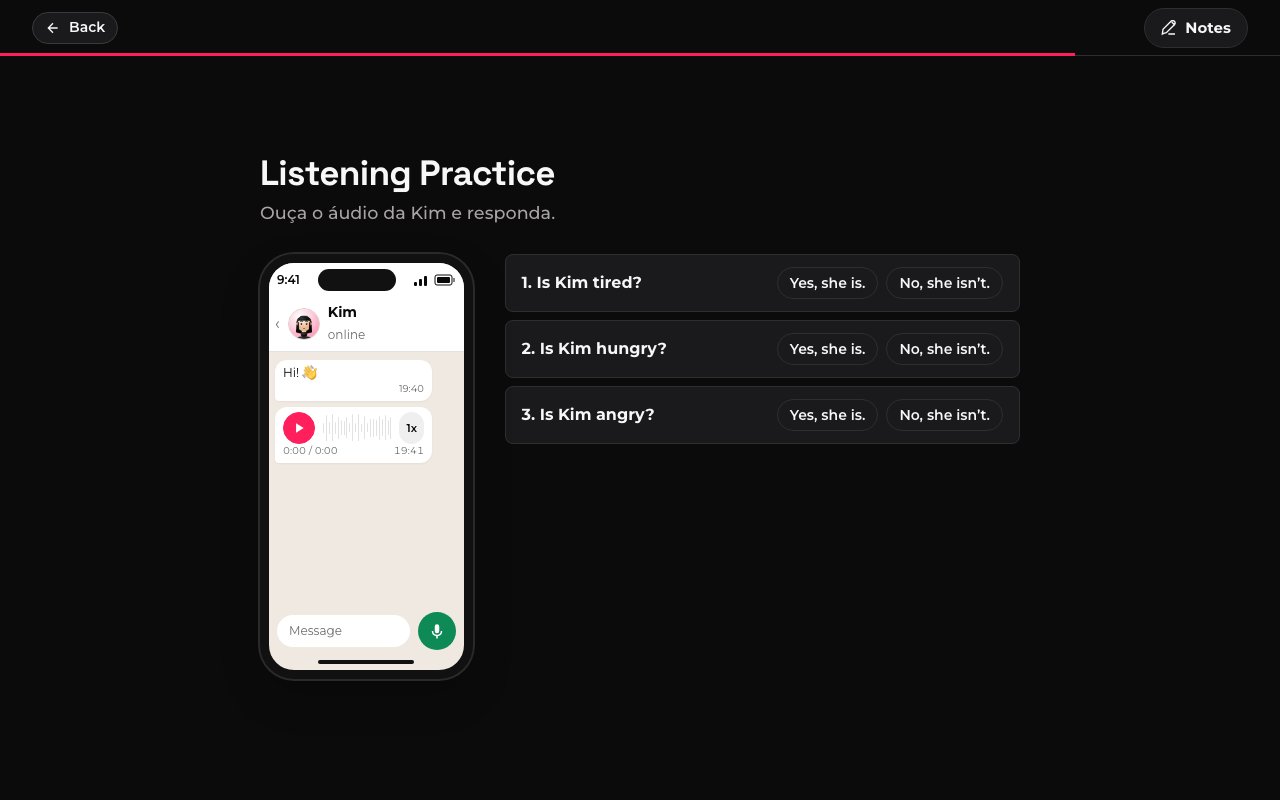 Back
Notes
Listening Practice
Ouça o áudio da Kim e responda.
9:41
Kim
online
Hi! 👋
19:40
1x
0:00 / 0:00
19:41
Message
1. Is Kim tired?
Yes, she is.
No, she isn’t.
2. Is Kim hungry?
Yes, she is.
No, she isn’t.
3. Is Kim angry?
Yes, she is.
No, she isn’t.